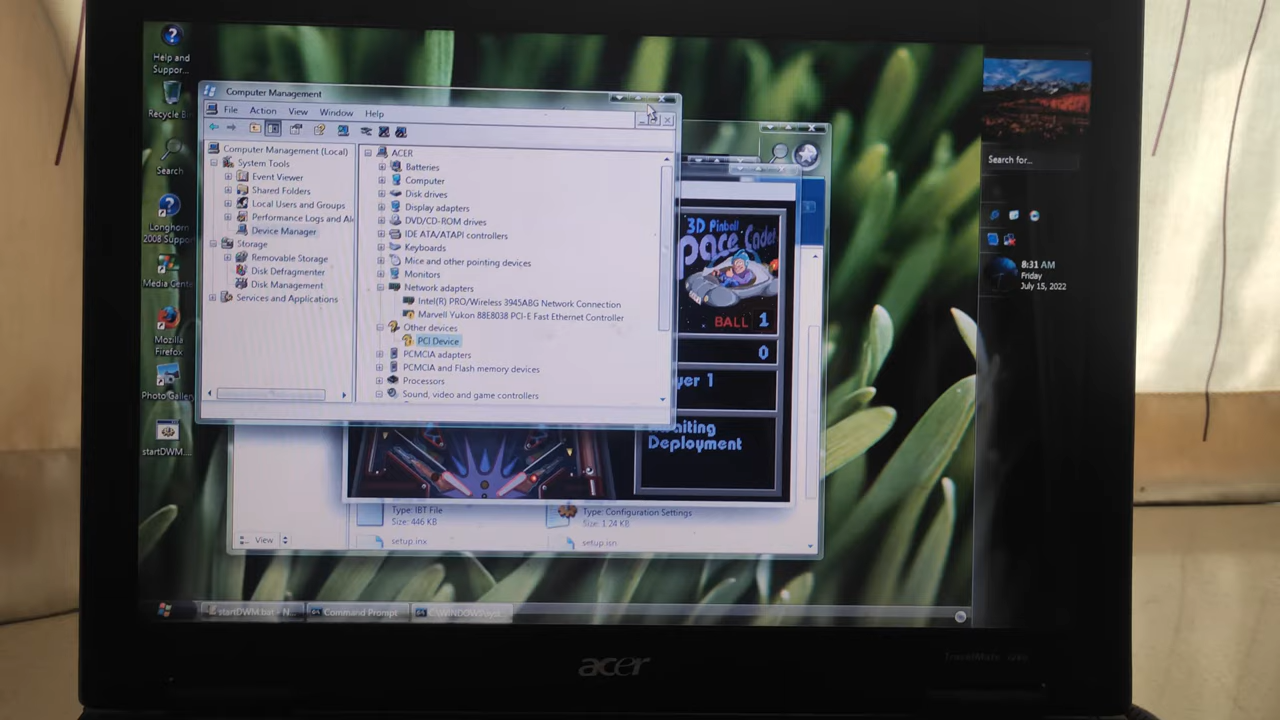 Help and
Suppor...
Recycle Bin
Search
Longhorn
2008 Suppo
Media Cent
Mozilla
Firefox
Photo Gallery
startDWM....
Computer Management
File Action View Window Help
Computer Management (Local)
System Tools
Event Viewer
Shared Folders
Local Users and Groups
Performance Logs and Al
Device Manager
Storage
Removable Storage
Disk Defragmenter
Disk Management
Services and Applications
ACER
Batteries
Computer
Disk drives
Display adapters
DVD/CD-ROM drives
IDE ATA/ATAPI controllers
Keyboards
Mice and other pointing devices
Monitors
Network adapters
Intel(R) PRO/Wireless 3945ABG Network Connection
Marvell Yukon 88E8038 PCI-E Fast Ethernet Controller
Other devices
PCI Device
PCMCIA adapters
PCMCIA and Flash memory devices
Processors
Sound, video and game controllers
3D Pinball
Space Cadet
BALL 1
0
yer 1
Awaiting
Deployment
Type: IBT File
Size: 446 KB
setup.inx
Type: Configuration Settings
Size: 1.24 KB
setup.isn
View
Search for...
8:31 AM
Friday
July 15, 2022
startDWM.bat - N...
Command Prompt
C:\WINDOWS\sys
acer
TravelMate